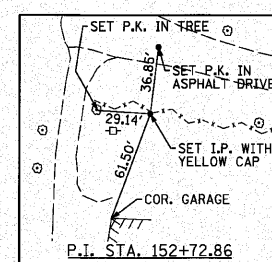 SET P.K. IN TREE
36.85'
SET P.K. IN
ASPHALT DRIVE
29.14'
SET I.P. WITH
YELLOW CAP
61.50'
COR. GARAGE
P.I. STA. 152+72.86